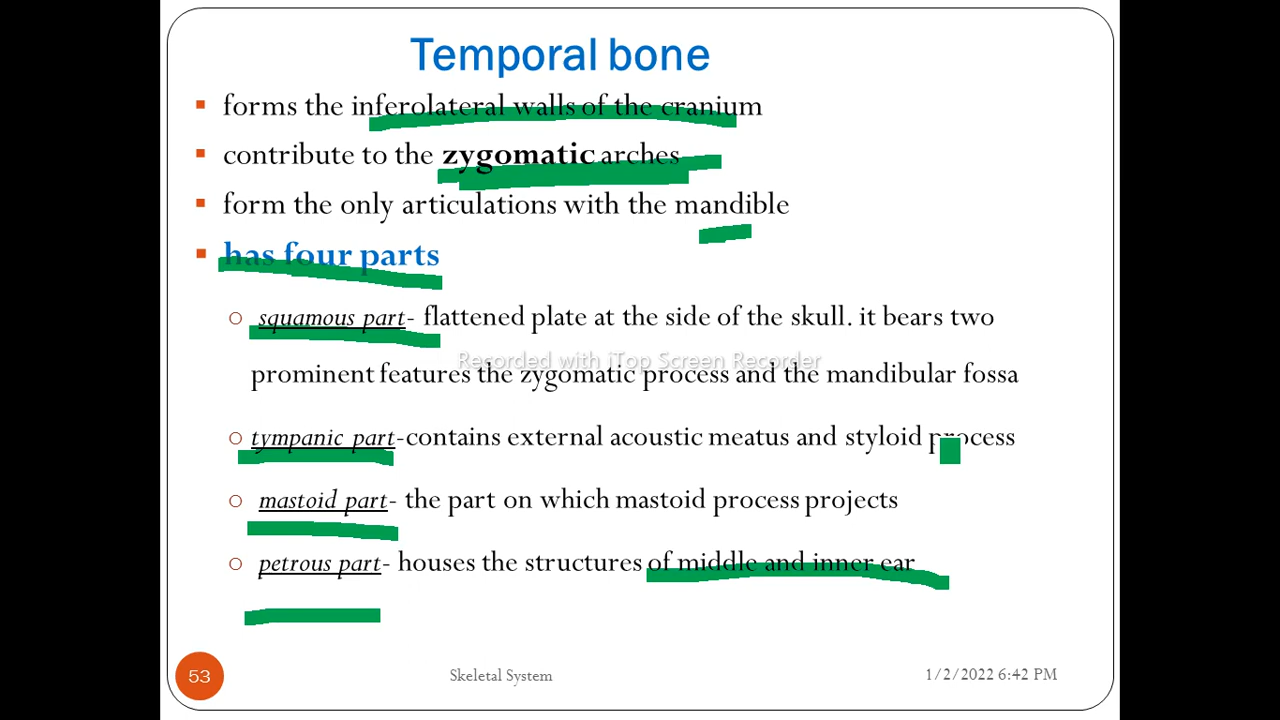 Temporal bone
▪ forms the inferolateral walls of the cranium
▪ contribute to the zygomatic arches
▪ form the only articulations with the mandible
▪ has four parts
o squamous part- flattened plate at the side of the skull. it bears two
Recorded with iTop Screen Recorder
prominent features the zygomatic process and the mandibular fossa
o tympanic part-contains external acoustic meatus and styloid process
o mastoid part- the part on which mastoid process projects
o petrous part- houses the structures of middle and inner ear
53 Skeletal System 1/2/2022 6:42 PM